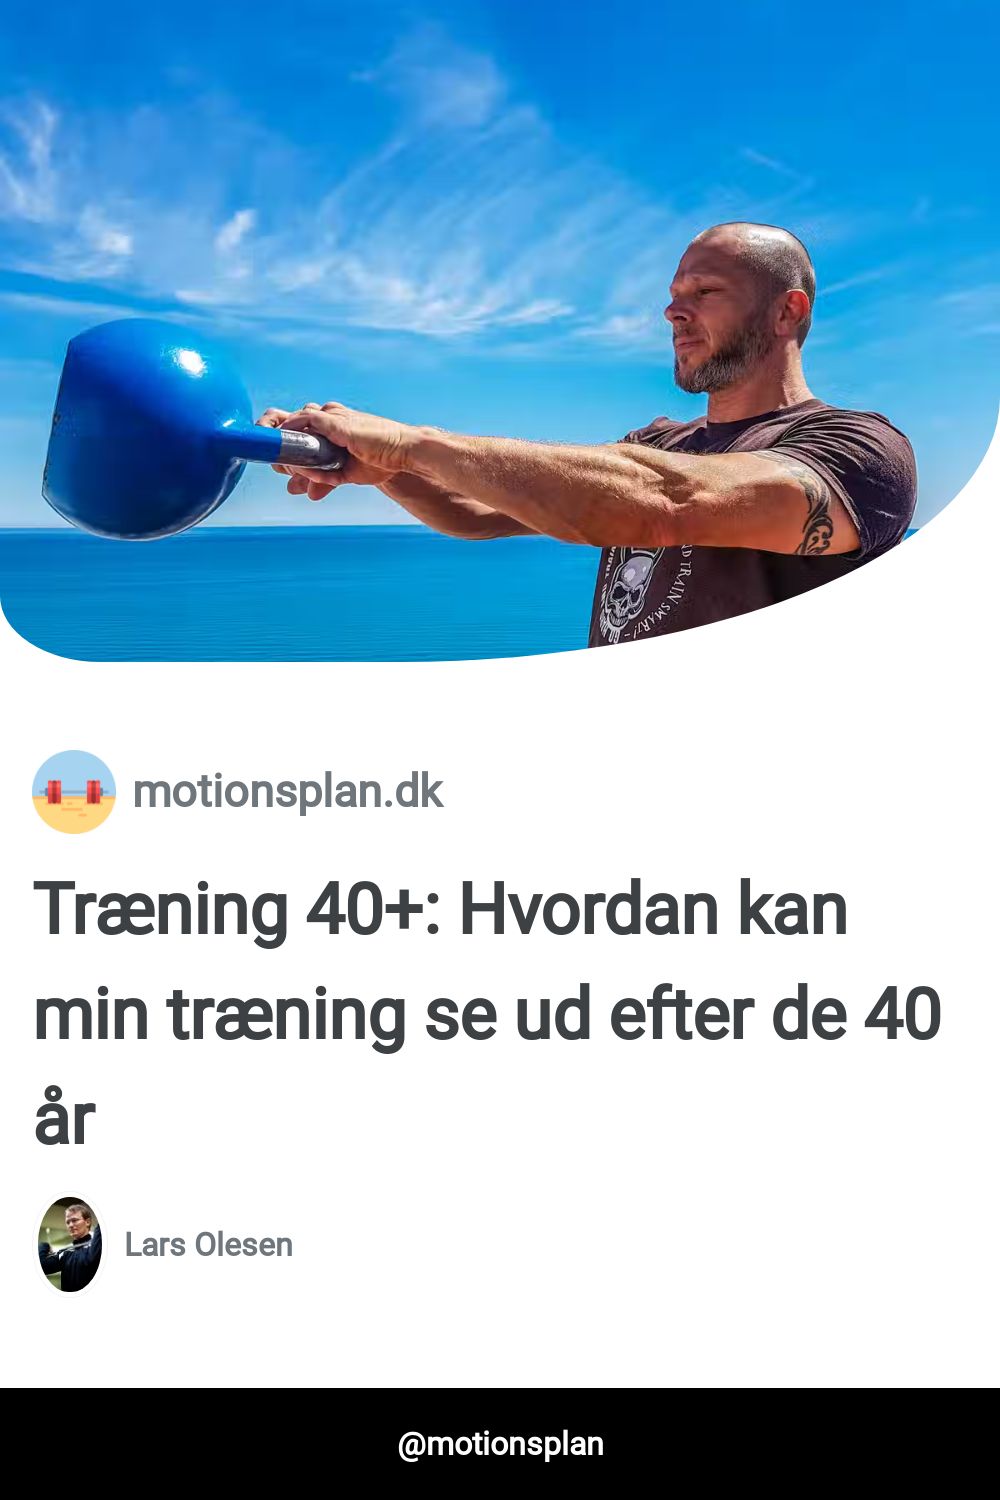 ND TRAIN SMART! -
motionsplan.dk
Træning 40+: Hvordan kan
min træning se ud efter de 40
år
Lars Olesen
@motionsplan